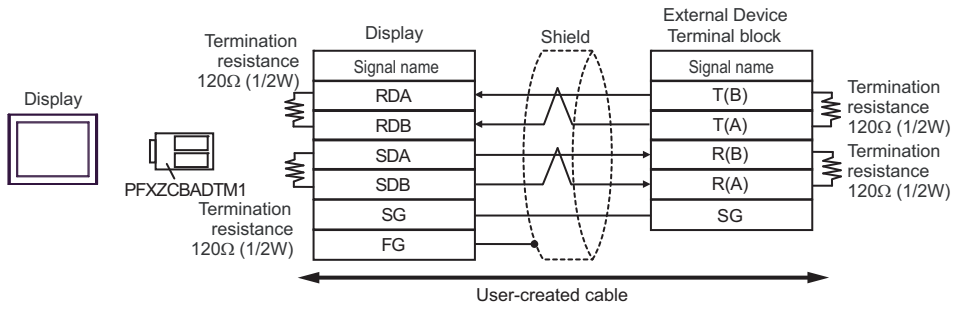 Display
PFXZCBADTM1
Termination
resistance
120Ω (1/2W)
Termination
resistance
120Ω (1/2W)
Display
Signal name
RDA
RDB
SDA
SDB
SG
FG
Shield
External Device
Terminal block
Signal name
T(B)
T(A)
R(B)
R(A)
SG
Termination
resistance
120Ω (1/2W)
Termination
resistance
120Ω (1/2W)
User-created cable